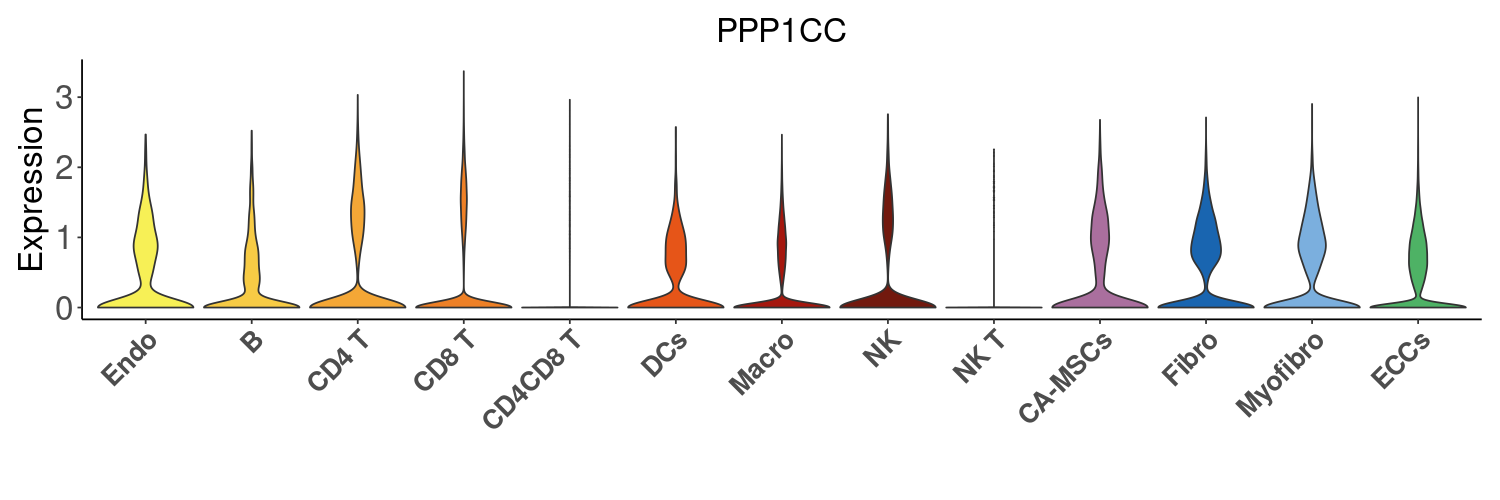 PPP1CC
Expression
3
2
1
0
Endo
B
CD4 T
CD8 T
CD4CD8 T
DCs
Macro
NK
NK T
CA-MSCs
Fibro
Myofibro
ECCs